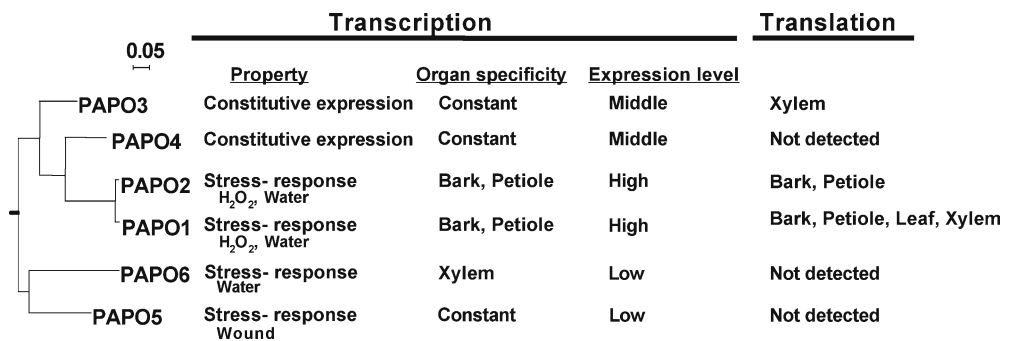 Transcription Translation
0.05
Property Organ specificity Expression level
PAPO3 Constitutive expression Constant Middle Xylem
PAPO4 Constitutive expression Constant Middle Not detected
PAPO2 Stress- response Bark, Petiole High Bark, Petiole
H₂O₂, Water
PAPO1 Stress- response Bark, Petiole High Bark, Petiole, Leaf, Xylem
H₂O₂, Water
PAPO6 Stress- response Xylem Low Not detected
Water
PAPO5 Stress- response Constant Low Not detected
Wound